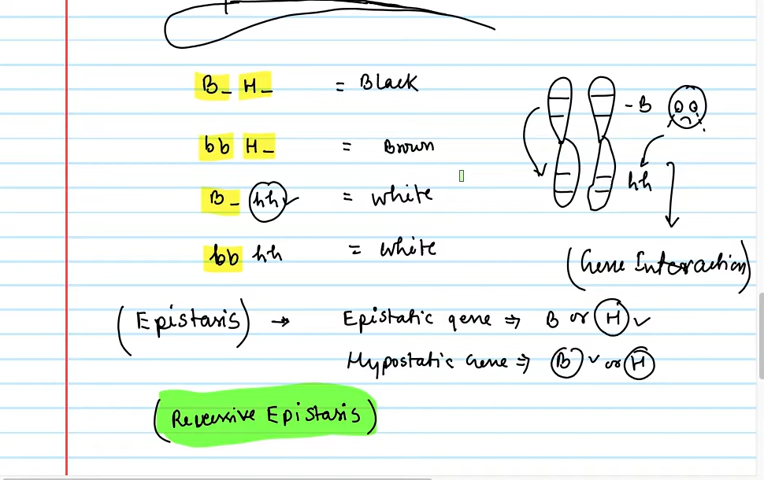 B_ H_ = Black
- B
bb H_ = Brown
hh
B_ hh = white
bb hh = white
(Gene Interaction)
(Epistasis) → Epistatic gene ⇒ B or H ✓
Hypostatic Gene ⇒ B ✓ or H
(Recessive Epistasis)